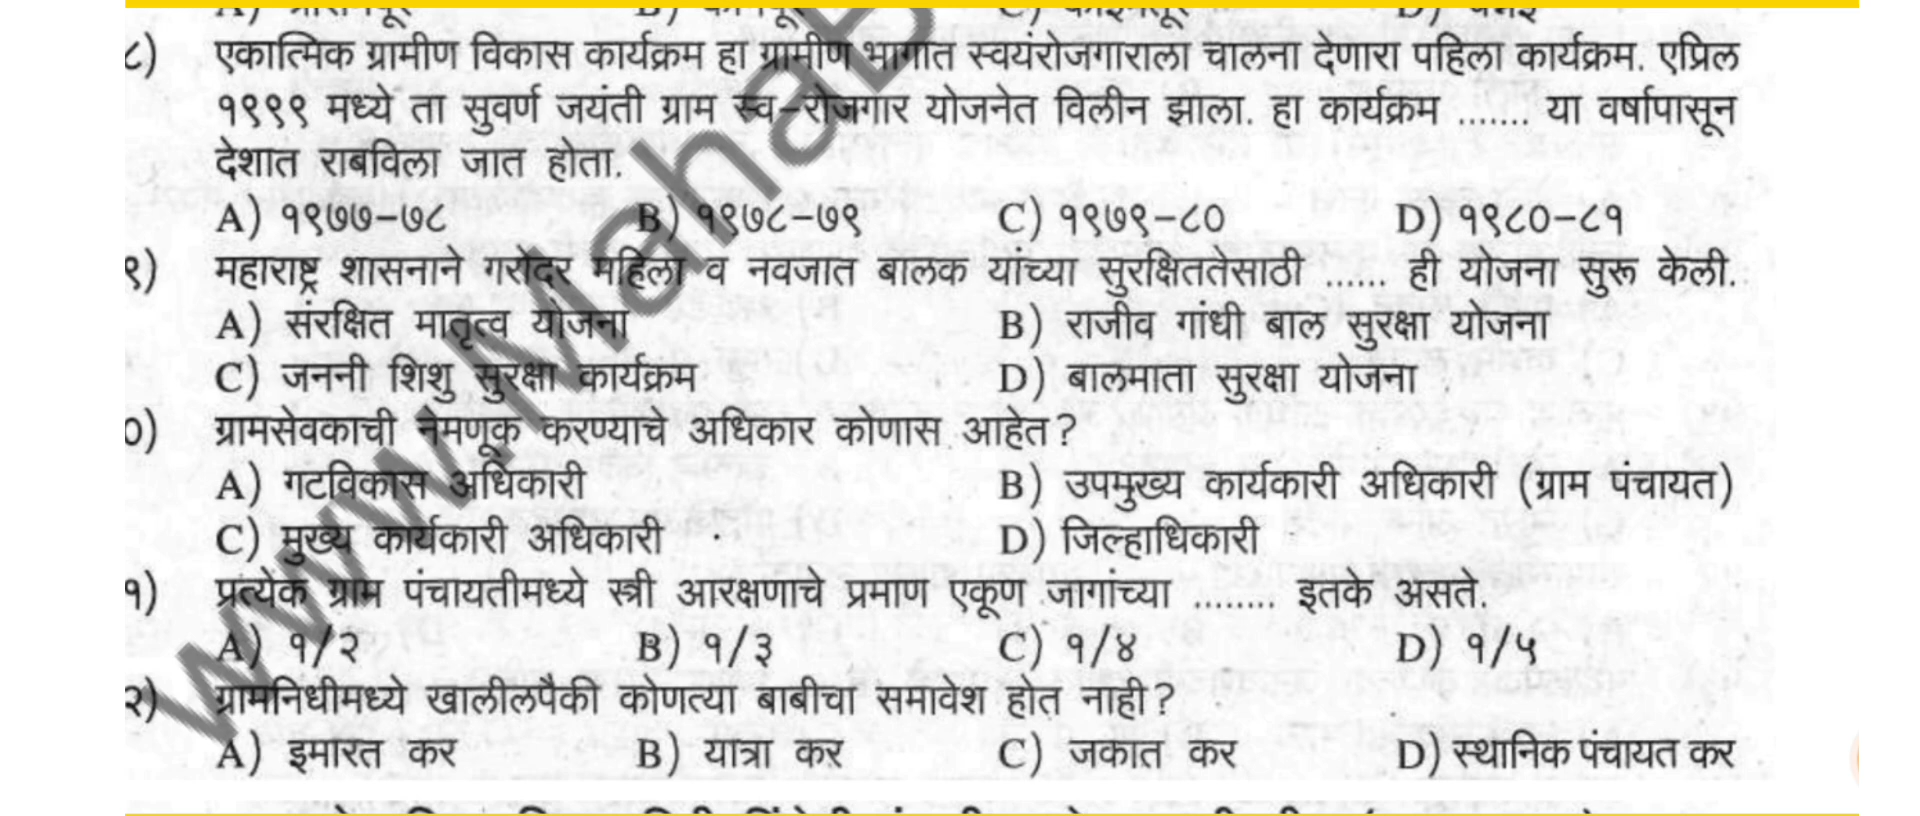 ८) एकात्मिक ग्रामीण विकास कार्यक्रम हा ग्रामीण भागात स्वयंरोजगाराला चालना देणारा पहिला कार्यक्रम. एप्रिल
१९९९ मध्ये ता सुवर्ण जयंती ग्राम स्व-रोजगार योजनेत विलीन झाला. हा कार्यक्रम ....... या वर्षापासून
देशात राबविला जात होता.
A) १९७७-७८ B) १९७८-७९ C) १९७९-८० D) १९८०-८१
९) महाराष्ट्र शासनाने गरोदर महिला व नवजात बालक यांच्या सुरक्षिततेसाठी ...... ही योजना सुरू केली.
A) संरक्षित मातृत्व योजना B) राजीव गांधी बाल सुरक्षा योजना
C) जननी शिशु सुरक्षा कार्यक्रम D) बालमाता सुरक्षा योजना
०) ग्रामसेवकाची नेमणूक करण्याचे अधिकार कोणास आहेत?
A) गटविकास अधिकारी B) उपमुख्य कार्यकारी अधिकारी (ग्राम पंचायत)
C) मुख्य कार्यकारी अधिकारी D) जिल्हाधिकारी
१) प्रत्येक ग्राम पंचायतीमध्ये स्त्री आरक्षणाचे प्रमाण एकूण जागांच्या ........ इतके असते.
A) १/२ B) १/३ C) १/४ D) १/५
२) ग्रामनिधीमध्ये खालीलपैकी कोणत्या बाबीचा समावेश होत नाही?
A) इमारत कर B) यात्रा कर C) जकात कर D) स्थानिक पंचायत कर
www.MahaB